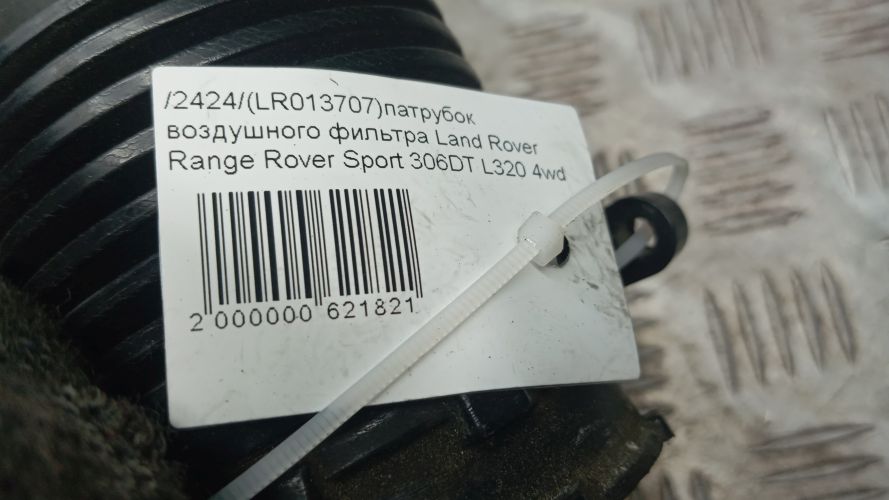 /2424/(LR013707)патрубок
воздушного фильтра Land Rover
Range Rover Sport 306DT L320 4wd
2 000000 621821